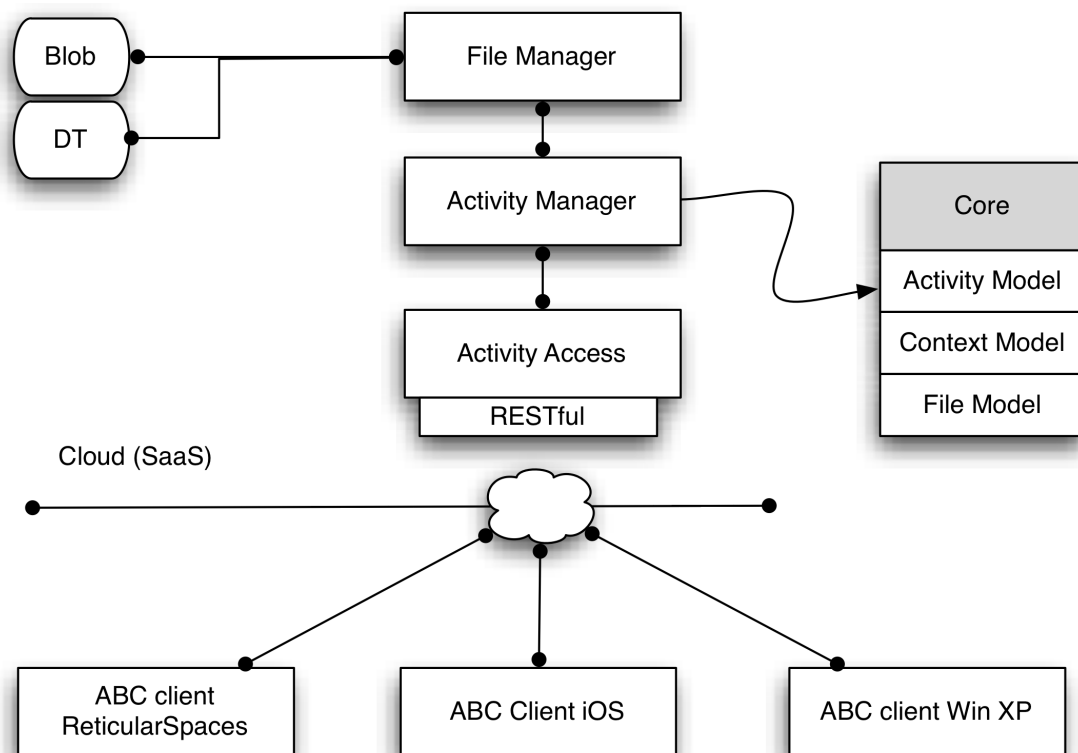 Blob
File Manager
DT
Activity Manager
Core
Activity Model
Activity Access
Context Model
RESTful
File Model
Cloud (SaaS)
ABC client
ReticularSpaces
ABC Client iOS
ABC client Win XP